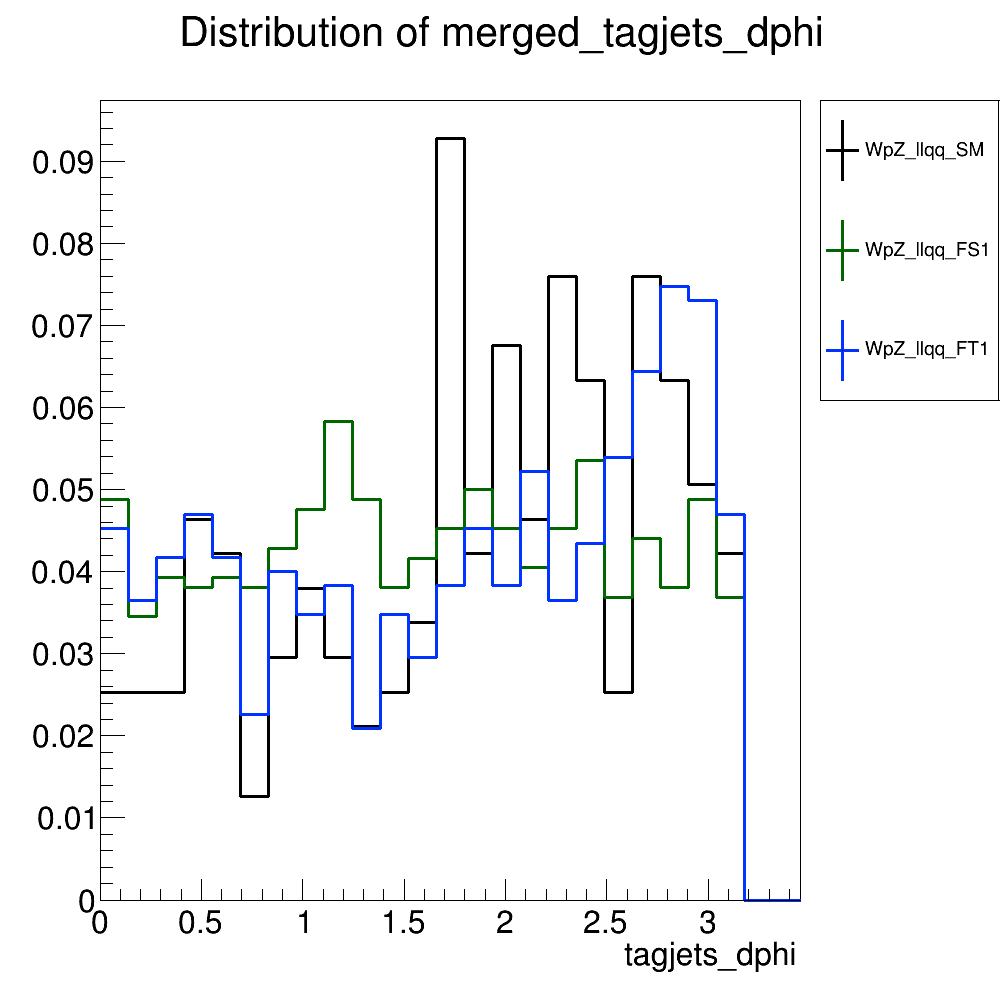 Distribution of merged_tagjets_dphi
WpZ_llqq_SM
WpZ_llqq_FS1
WpZ_llqq_FT1
0.09
0.08
0.07
0.06
0.05
0.04
0.03
0.02
0.01
0
0 0.5 1 1.5 2 2.5 3
tagjets_dphi